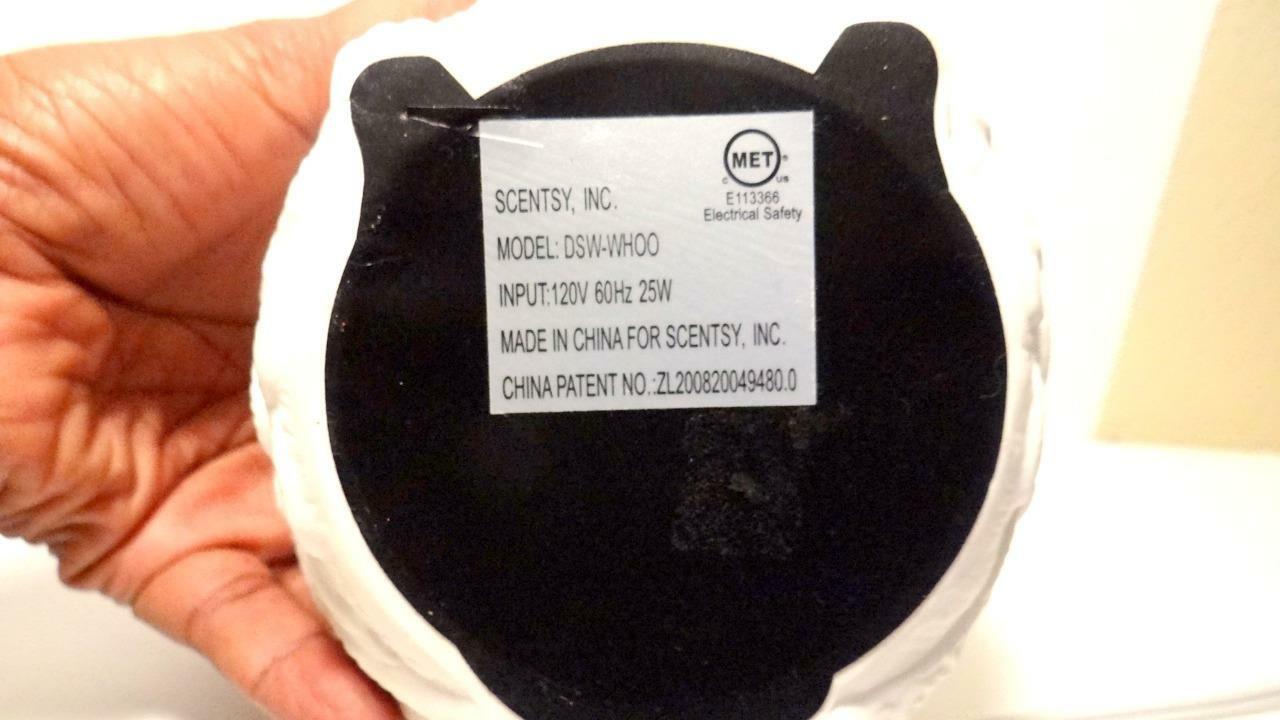 MET
C US
E113366
Electrical Safety
SCENTSY, INC.
MODEL: DSW-WHOO
INPUT:120V 60Hz 25W
MADE IN CHINA FOR SCENTSY, INC.
CHINA PATENT NO.:ZL200820049480.0